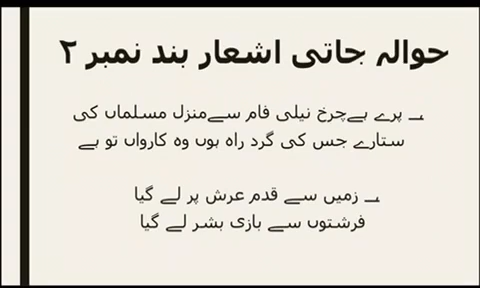 حوالہ جاتی اشعار بند نمبر ۲
؂ پرے ہے چرخ نیلی فام سے منزل مسلماں کی
ستارے جس کی گرد راہ ہوں وہ کارواں تو ہے
؂ زمیں سے قدم عرش پر لے گیا
فرشتوں سے بازی بشر لے گیا